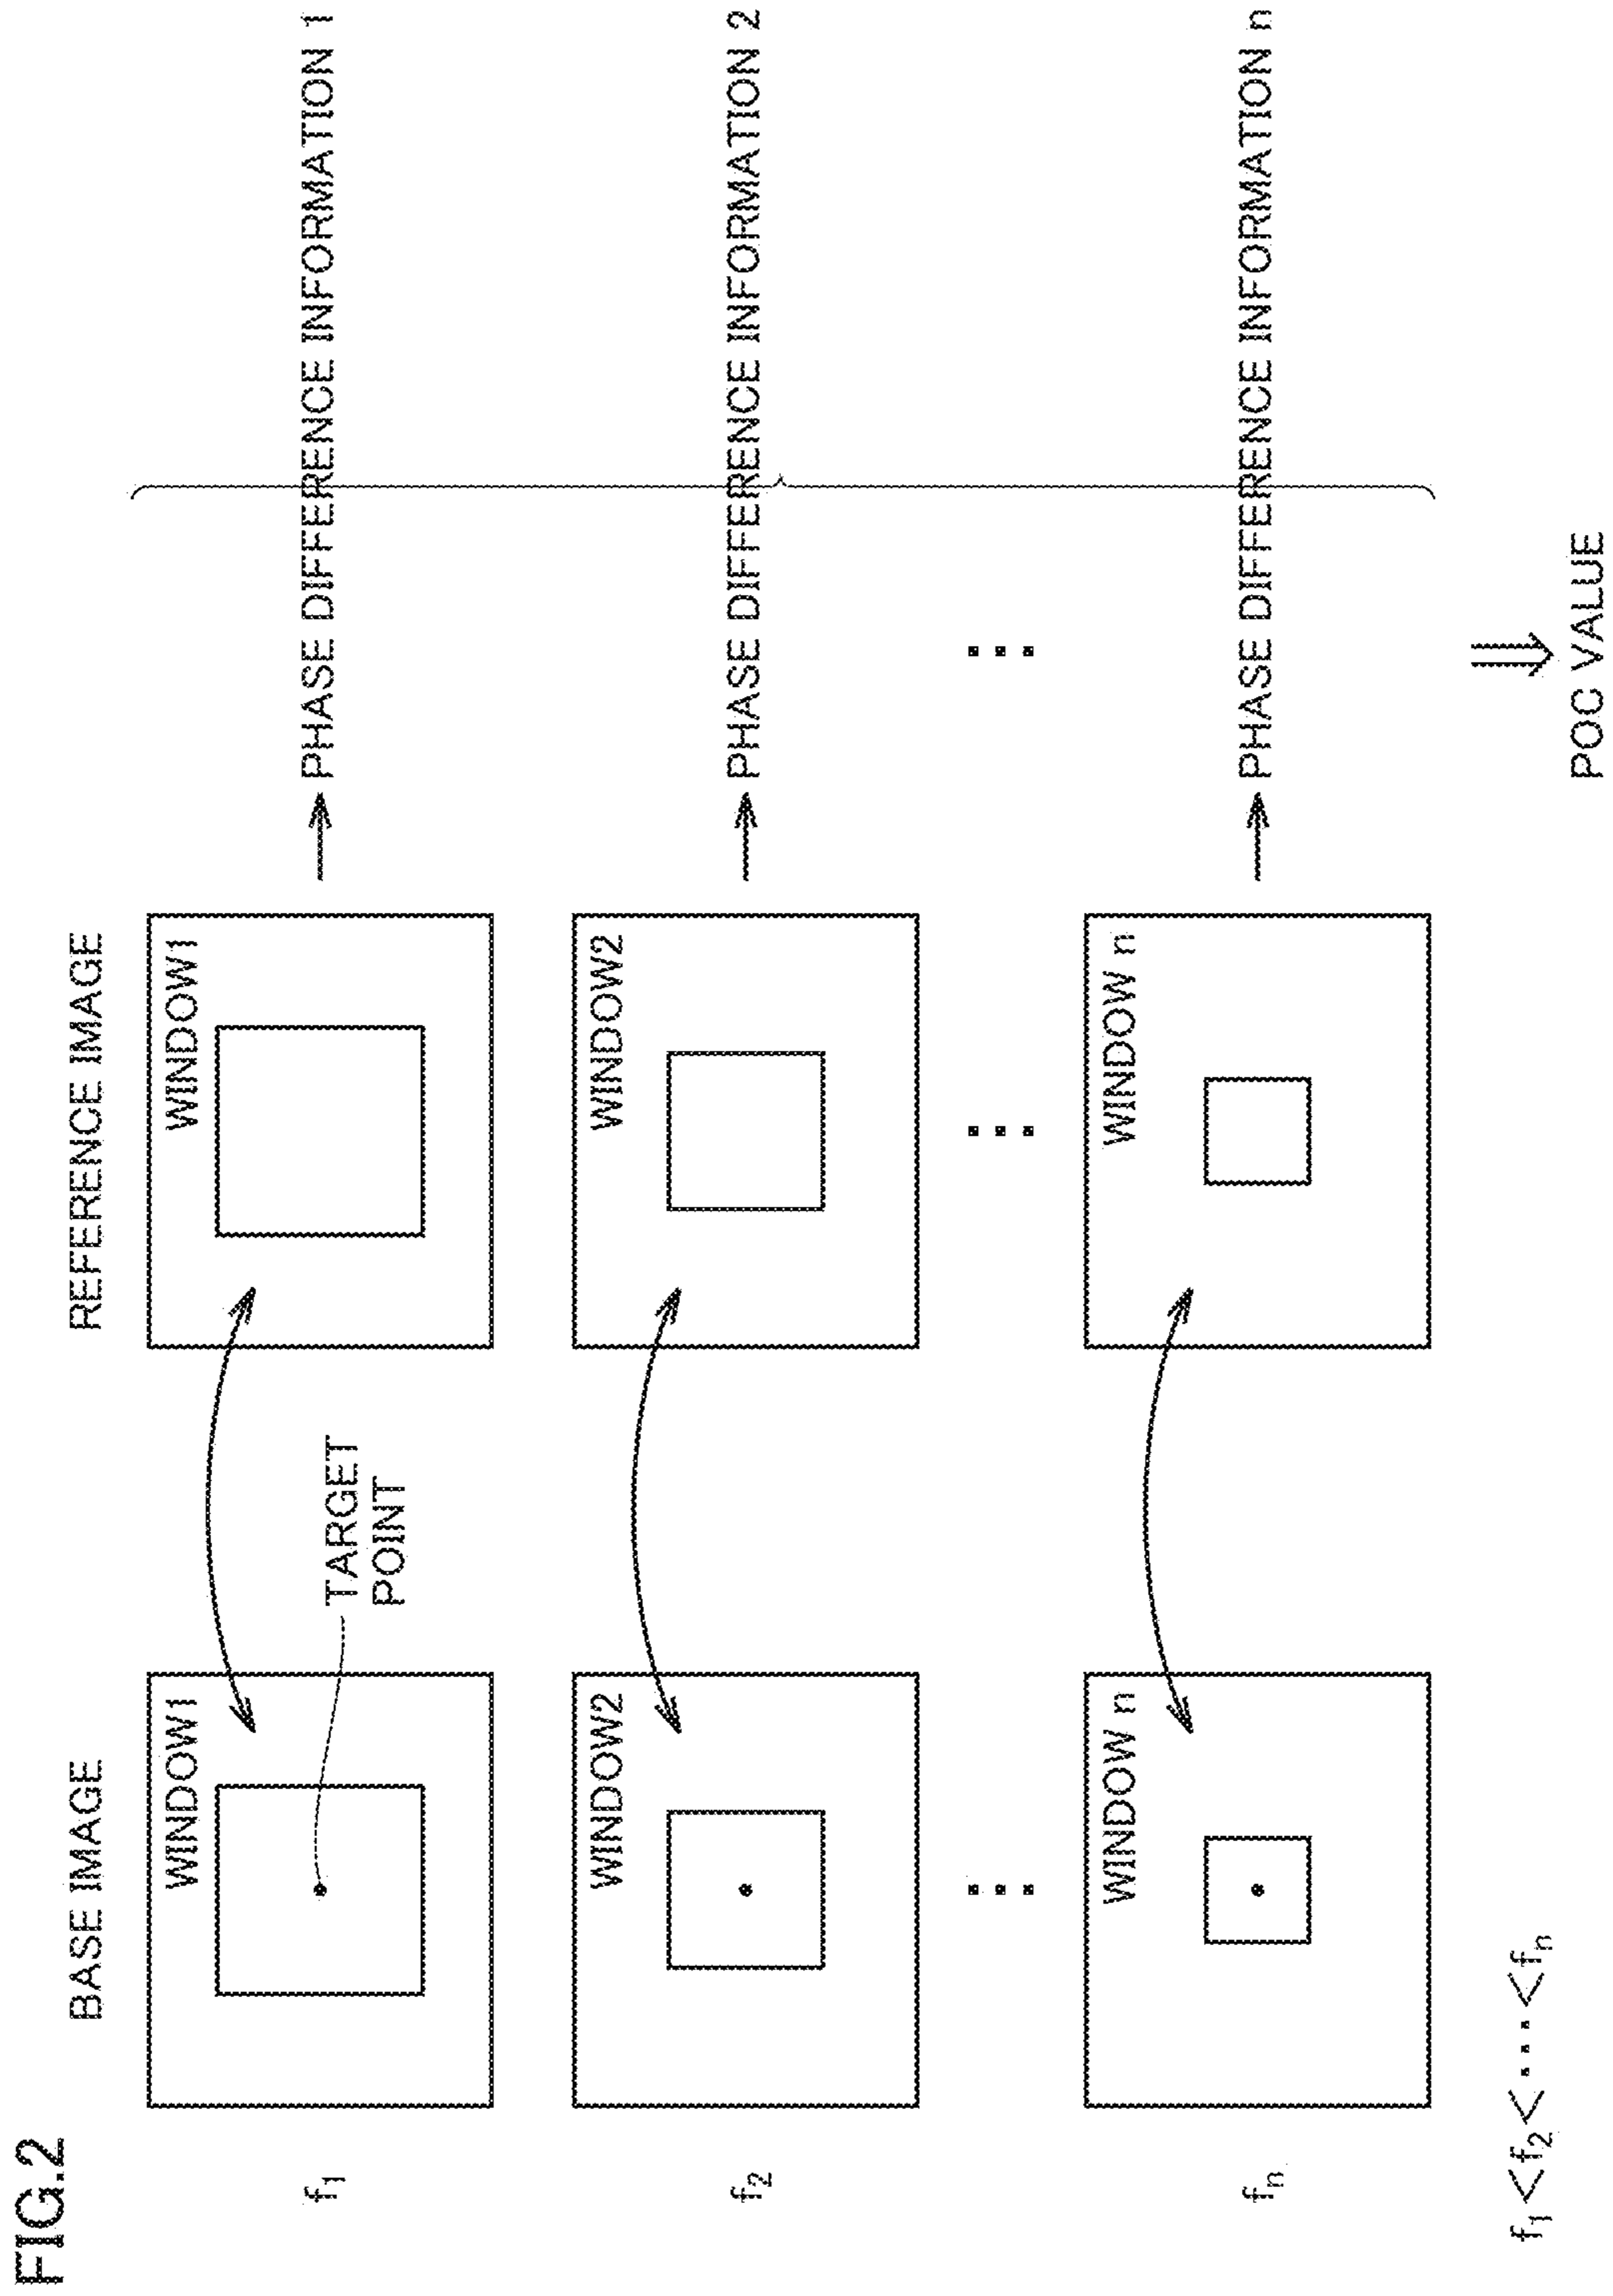 FIG.2
BASE IMAGE
REFERENCE IMAGE
f1
WINDOW1
TARGET
POINT
WINDOW1
PHASE DIFFERENCE INFORMATION 1
f2
WINDOW2
WINDOW2
PHASE DIFFERENCE INFORMATION 2
fn
WINDOW n
WINDOW n
PHASE DIFFERENCE INFORMATION n
f1<f2<····<fn
POC VALUE